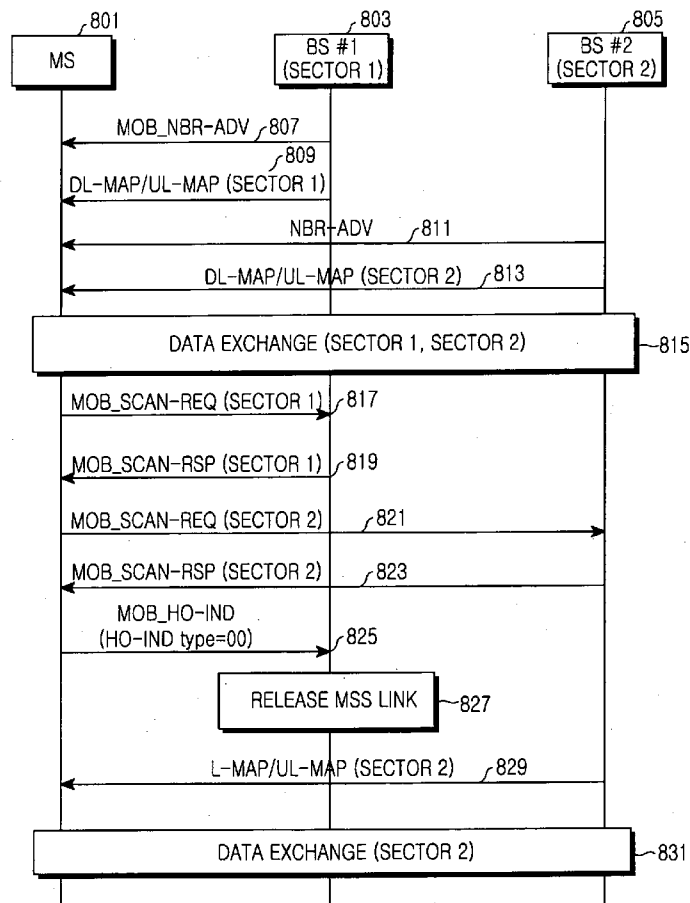 801
MS
803
BS #1
(SECTOR 1)
805
BS #2
(SECTOR 2)
MOB_NBR-ADV
807
809
DL-MAP/UL-MAP (SECTOR 1)
NBR-ADV
811
DL-MAP/UL-MAP (SECTOR 2)
813
DATA EXCHANGE (SECTOR 1, SECTOR 2)
815
MOB_SCAN-REQ (SECTOR 1)
817
MOB_SCAN-RSP (SECTOR 1)
819
MOB_SCAN-REQ (SECTOR 2)
821
MOB_SCAN-RSP (SECTOR 2)
823
MOB_HO-IND
(HO-IND type=00)
825
RELEASE MSS LINK
827
L-MAP/UL-MAP (SECTOR 2)
829
DATA EXCHANGE (SECTOR 2)
831